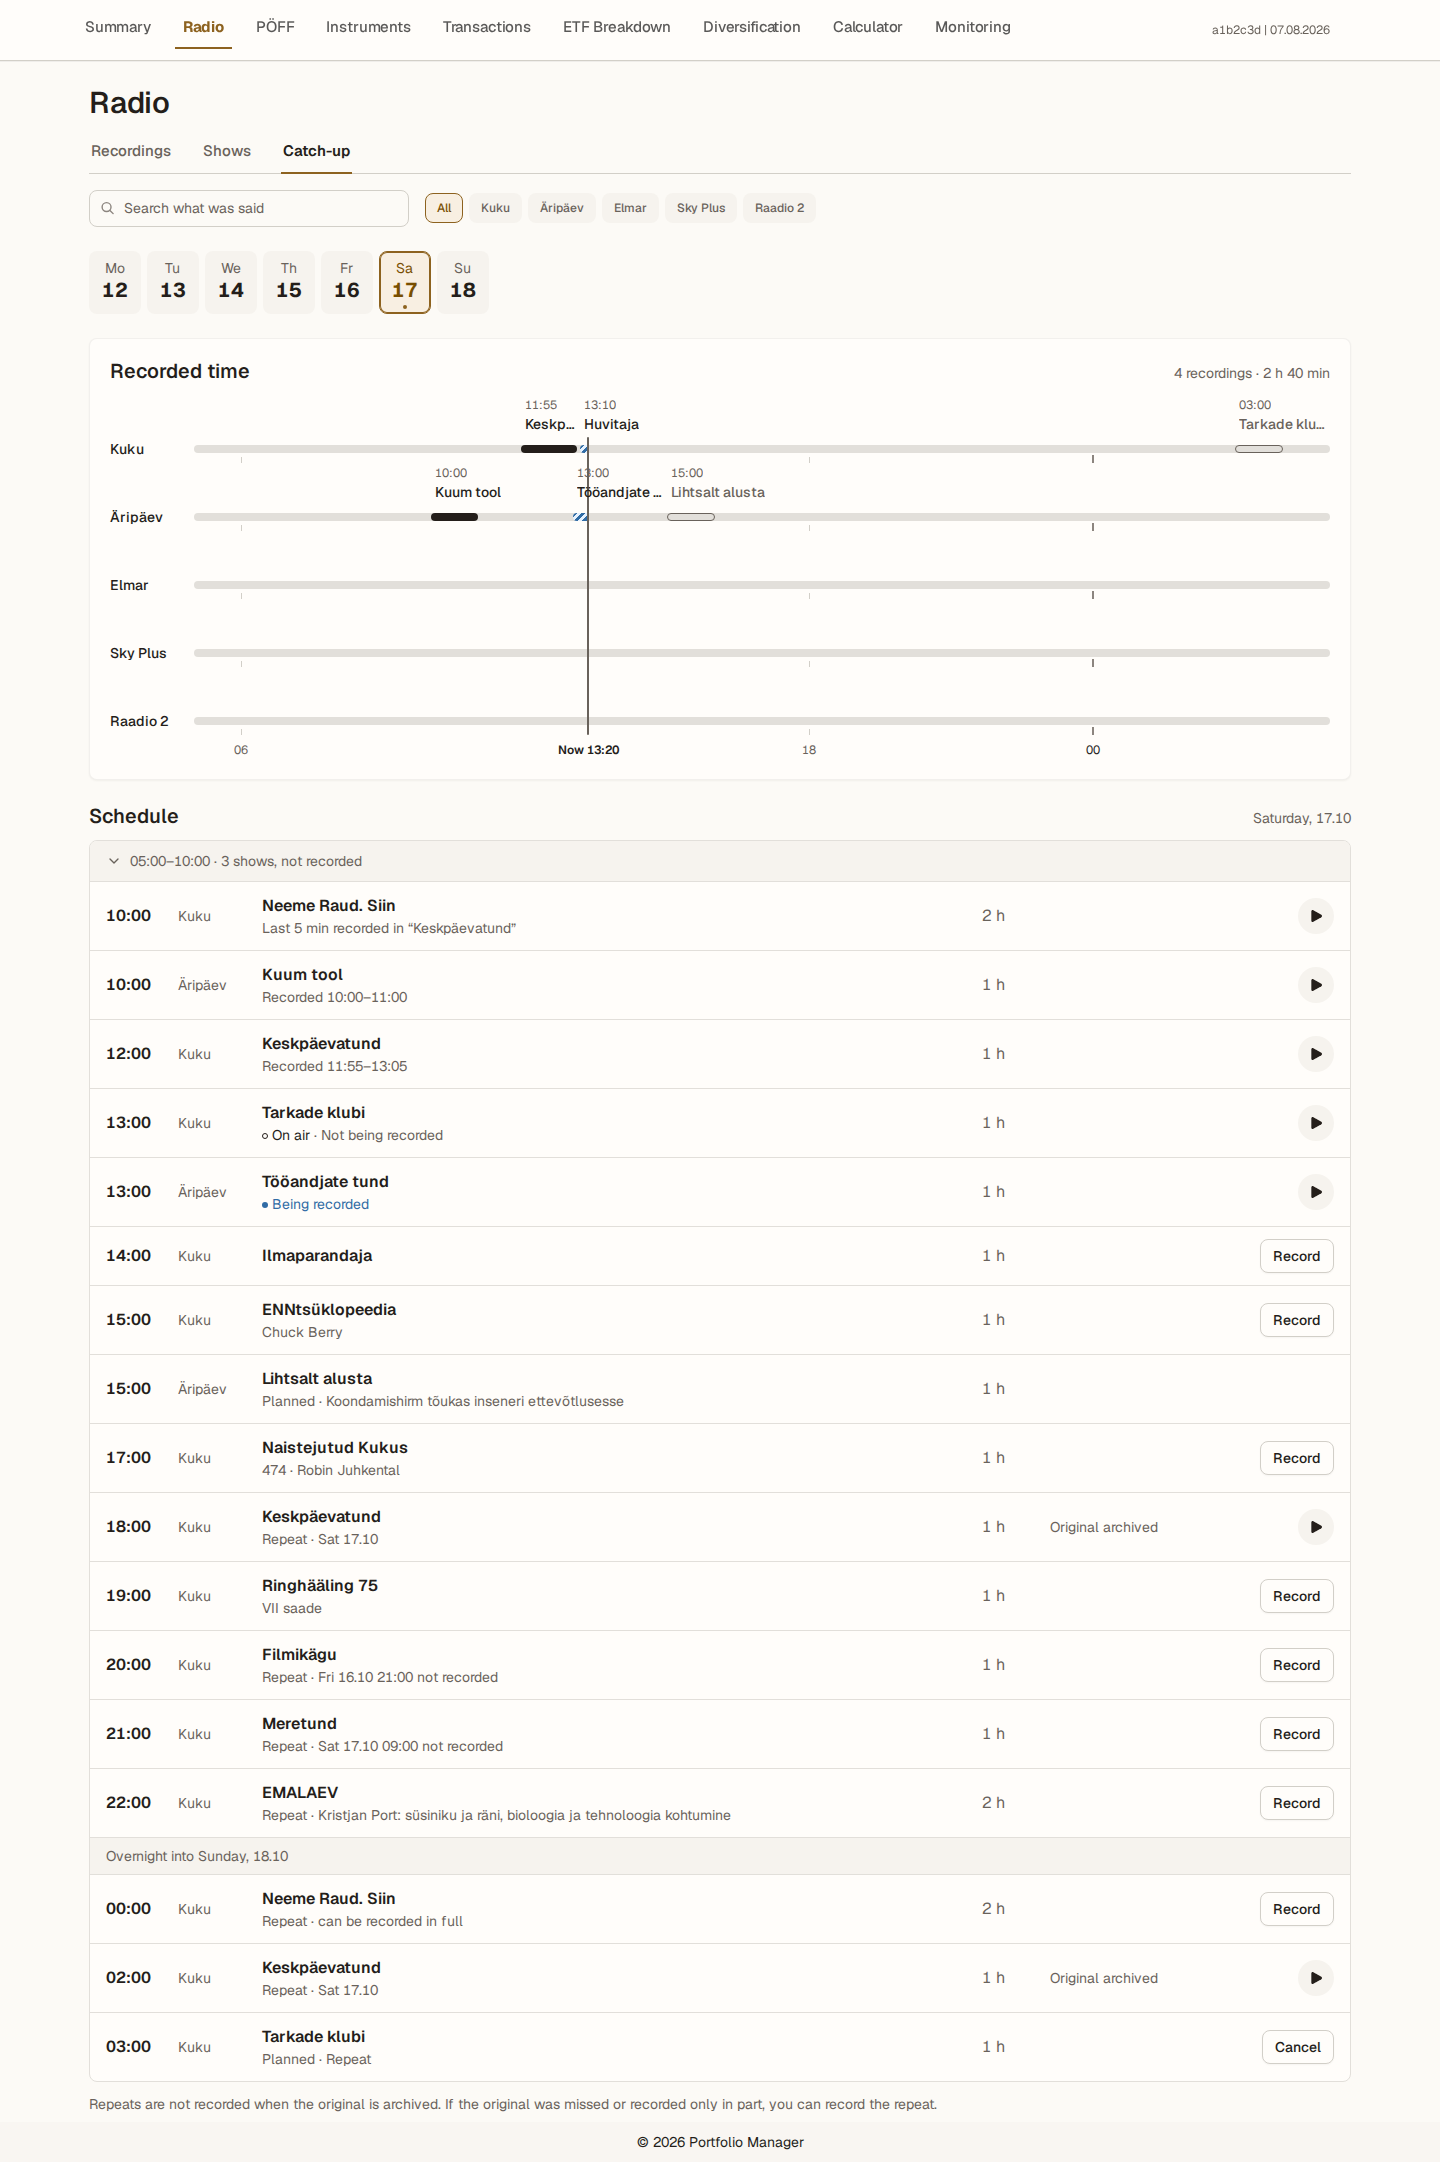 Summary Radio PÖFF Instruments Transactions ETF Breakdown Diversification Calculator Monitoring a1b2c3d | 07.08.2026
Radio
Recordings Shows Catch-up
Search what was said All Kuku Äripäev Elmar Sky Plus Raadio 2
Mo Tu We Th Fr Sa Su
12 13 14 15 16 17 18
Recorded time 4 recordings · 2 h 40 min
11:55 13:10 03:00
Keskp... Huvitaja Tarkade klu...
Kuku
10:00 13:00 15:00
Kuum tool Tööandjate ... Lihtsalt alusta
Äripäev
Elmar
Sky Plus
Raadio 2
06 Now 13:20 18 00
Schedule Saturday, 17.10
05:00–10:00 · 3 shows, not recorded
10:00 Kuku Neeme Raud. Siin 2 h
Last 5 min recorded in “Keskpäevatund”
10:00 Äripäev Kuum tool 1 h
Recorded 10:00–11:00
12:00 Kuku Keskpäevatund 1 h
Recorded 11:55–13:05
13:00 Kuku Tarkade klubi 1 h
On air · Not being recorded
13:00 Äripäev Tööandjate tund 1 h
Being recorded
14:00 Kuku Ilmaparandaja 1 h Record
15:00 Kuku ENNtsüklopeedia 1 h Record
Chuck Berry
15:00 Äripäev Lihtsalt alusta 1 h
Planned · Koondamishirm tõukas inseneri ettevõtlusesse
17:00 Kuku Naistejutud Kukus 1 h Record
474 · Robin Juhkental
18:00 Kuku Keskpäevatund 1 h Original archived
Repeat · Sat 17.10
19:00 Kuku Ringhääling 75 1 h Record
VII saade
20:00 Kuku Filmikägu 1 h Record
Repeat · Fri 16.10 21:00 not recorded
21:00 Kuku Meretund 1 h Record
Repeat · Sat 17.10 09:00 not recorded
22:00 Kuku EMALAEV 2 h Record
Repeat · Kristjan Port: süsiniku ja räni, bioloogia ja tehnoloogia kohtumine
Overnight into Sunday, 18.10
00:00 Kuku Neeme Raud. Siin 2 h Record
Repeat · can be recorded in full
02:00 Kuku Keskpäevatund 1 h Original archived
Repeat · Sat 17.10
03:00 Kuku Tarkade klubi 1 h Cancel
Planned · Repeat
Repeats are not recorded when the original is archived. If the original was missed or recorded only in part, you can record the repeat.
© 2026 Portfolio Manager